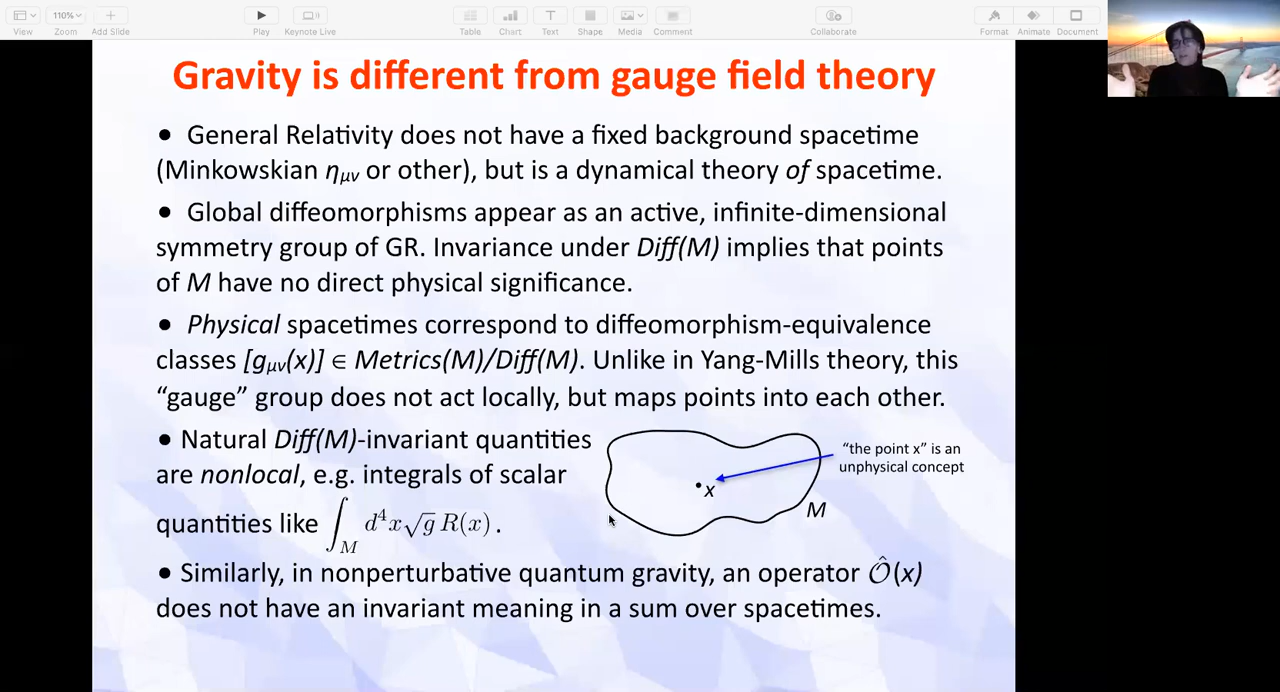 110%
View
Zoom
Add Slide
Play
Keynote Live
Table
Chart
Text
Shape
Media
Comment
Collaborate
Format
Animate
Document
Gravity is different from gauge field theory
• General Relativity does not have a fixed background spacetime
(Minkowskian ημν or other), but is a dynamical theory of spacetime.
• Global diffeomorphisms appear as an active, infinite-dimensional
symmetry group of GR. Invariance under Diff(M) implies that points
of M have no direct physical significance.
• Physical spacetimes correspond to diffeomorphism-equivalence
classes [gμν(x)] ∈ Metrics(M)/Diff(M). Unlike in Yang-Mills theory, this
“gauge” group does not act locally, but maps points into each other.
• Natural Diff(M)-invariant quantities
are nonlocal, e.g. integrals of scalar
quantities like ∫_M d⁴x√g R(x) .
“the point x” is an
unphysical concept
x
M
• Similarly, in nonperturbative quantum gravity, an operator Ô(x)
does not have an invariant meaning in a sum over spacetimes.